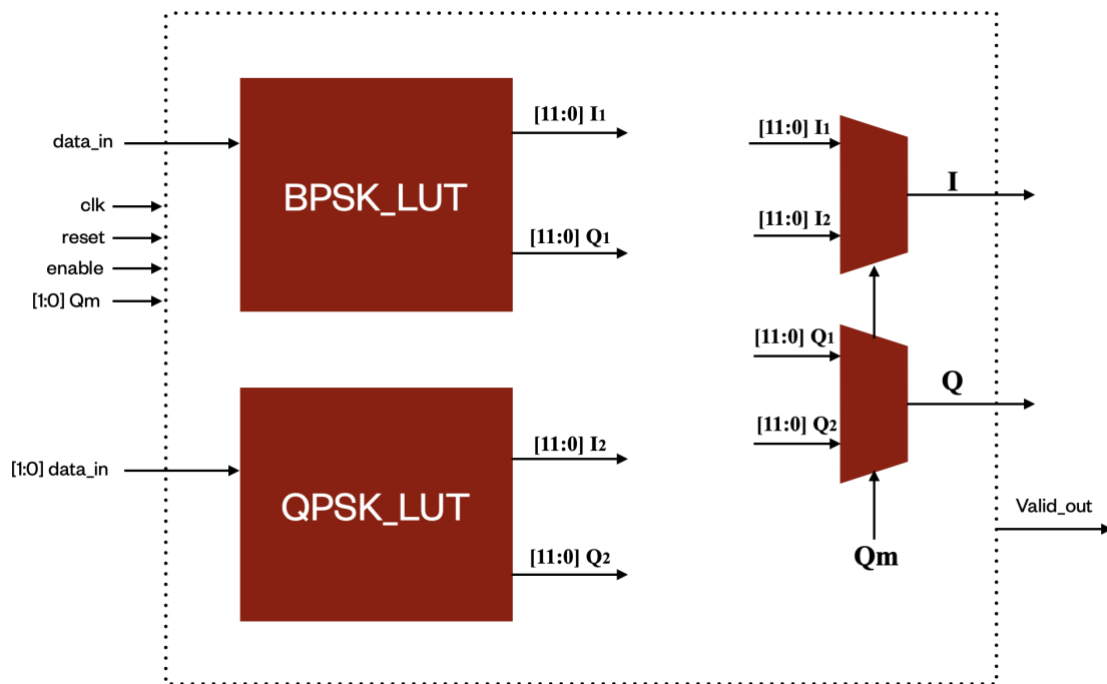 data_in
clk
reset
enable
[1:0] Qm
BPSK_LUT
[11:0] I1
[11:0] Q1
[1:0] data_in
QPSK_LUT
[11:0] I2
[11:0] Q2
[11:0] I1
[11:0] I2
I
[11:0] Q1
[11:0] Q2
Q
Qm
Valid_out